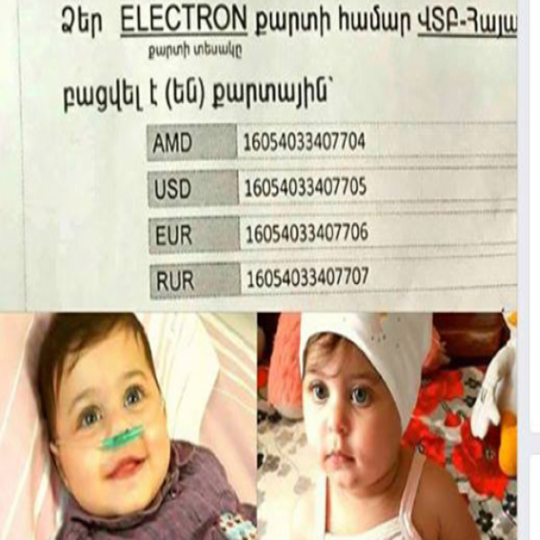 Ձեր ELECTRON քարտի համար ՎՏԲ-Հայա
քարտի տեսակը
բացվել է (են) քարտային՝
AMD 16054033407704
USD 16054033407705
EUR 16054033407706
RUR 16054033407707